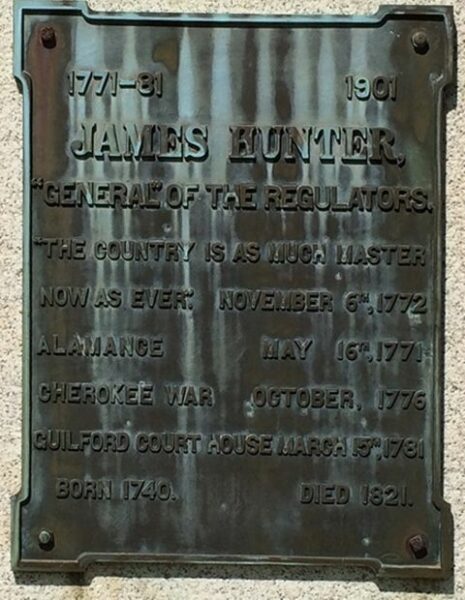 1771-81 1901
JAMES HUNTER,
"GENERAL" OF THE REGULATORS.
"THE COUNTRY IS AS MUCH MASTER
NOW AS EVER". NOVEMBER 6TH, 1772
ALAMANCE MAY 16TH, 1771
CHEROKEE WAR OCTOBER, 1776
GUILFORD COURT HOUSE MARCH 15TH, 1781
BORN 1740. DIED 1821.